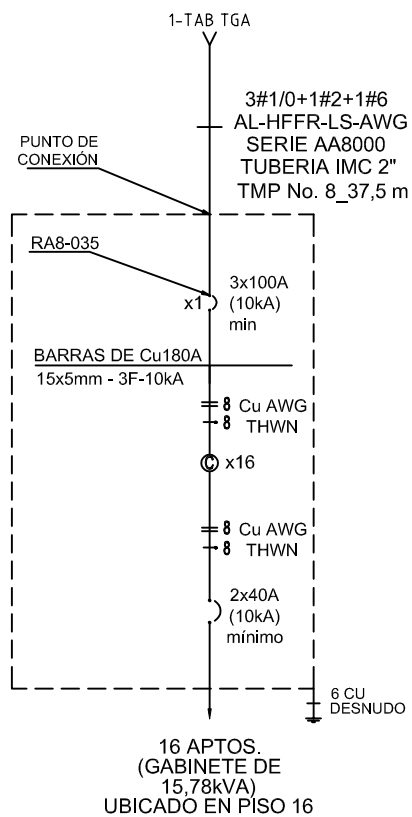 1-TAB TGA
3#1/0+1#2+1#6
AL-HFFR-LS-AWG
SERIE AA8000
TUBERIA IMC 2"
TMP No. 8_37,5 m
PUNTO DE
CONEXIÓN
RA8-035
x1
3x100A
(10kA)
min
BARRAS DE Cu180A
15x5mm - 3F-10kA
8 Cu AWG
8 THWN
C x16
8 Cu AWG
8 THWN
2x40A
(10kA)
mínimo
6 CU
DESNUDO
16 APTOS.
(GABINETE DE
15,78kVA)
UBICADO EN PISO 16